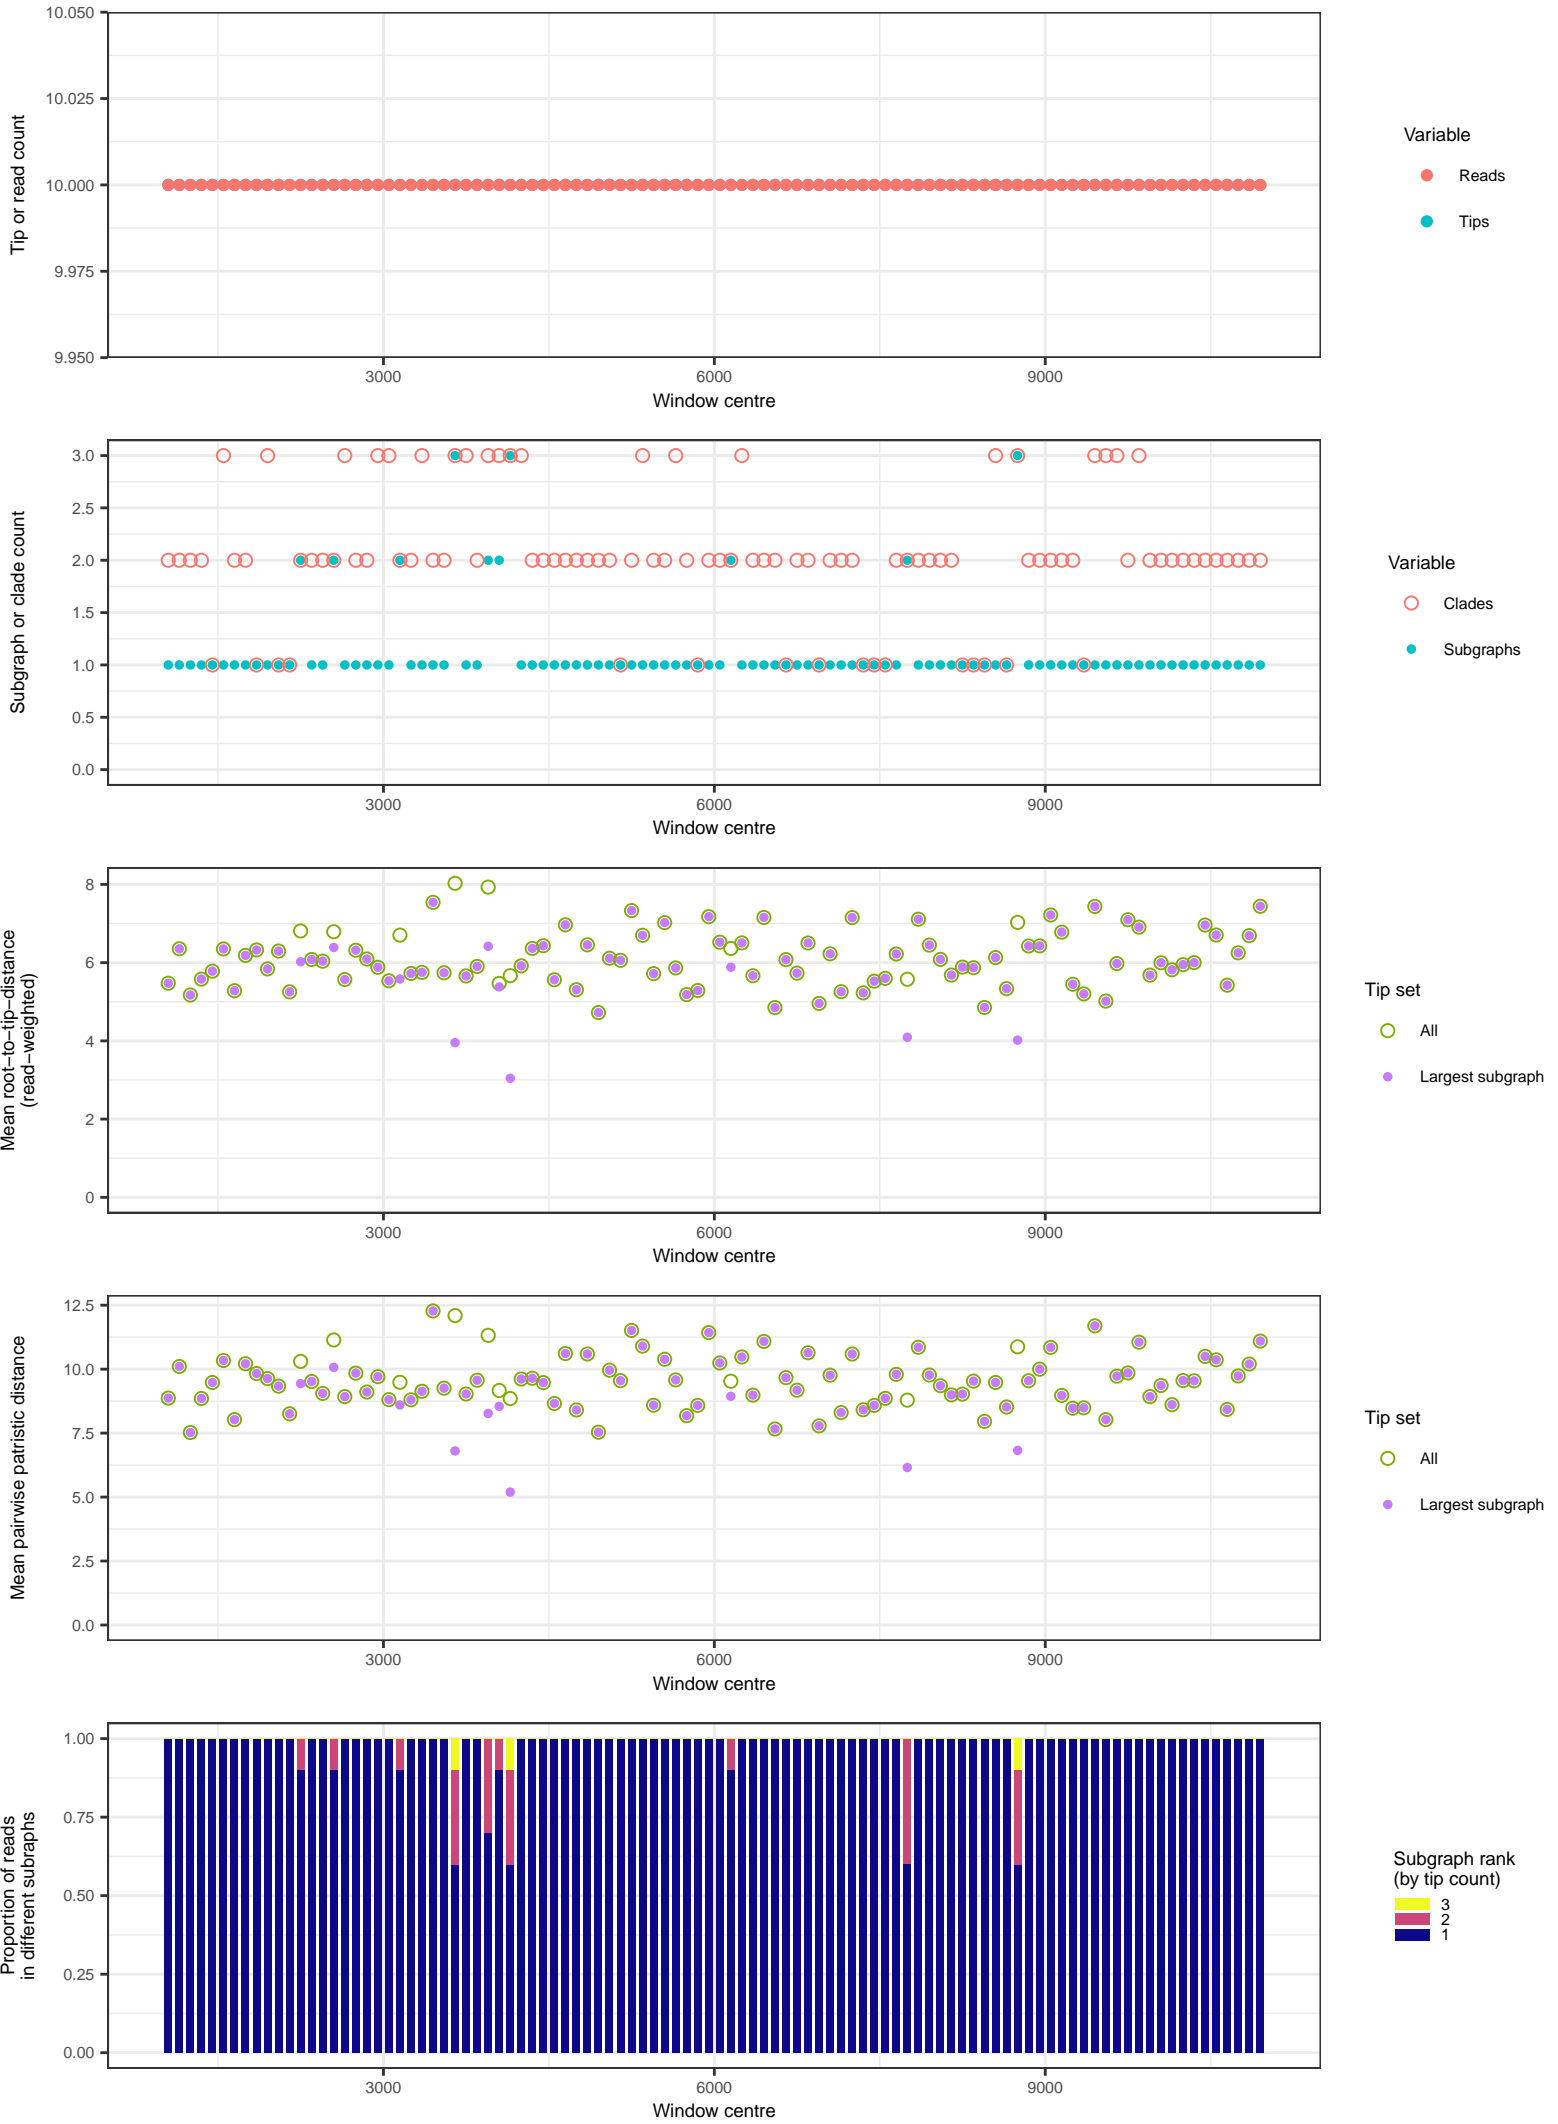 10.050
10.025
10.000
9.975
9.950
Tip or read count
3000
6000
9000
Window centre
Variable
Reads
Tips
3.0
2.5
2.0
1.5
1.0
0.5
0.0
Subgraph or clade count
3000
6000
9000
Window centre
Variable
Clades
Subgraphs
8
6
4
2
0
Mean root−to−tip−distance
(read−weighted)
3000
6000
9000
Window centre
Tip set
All
Largest subgraph
12.5
10.0
7.5
5.0
2.5
0.0
Mean pairwise patristic distance
3000
6000
9000
Window centre
Tip set
All
Largest subgraph
1.00
0.75
0.50
0.25
0.00
Proportion of reads
in different subraphs
3000
6000
9000
Window centre
Subgraph rank
(by tip count)
3
2
1